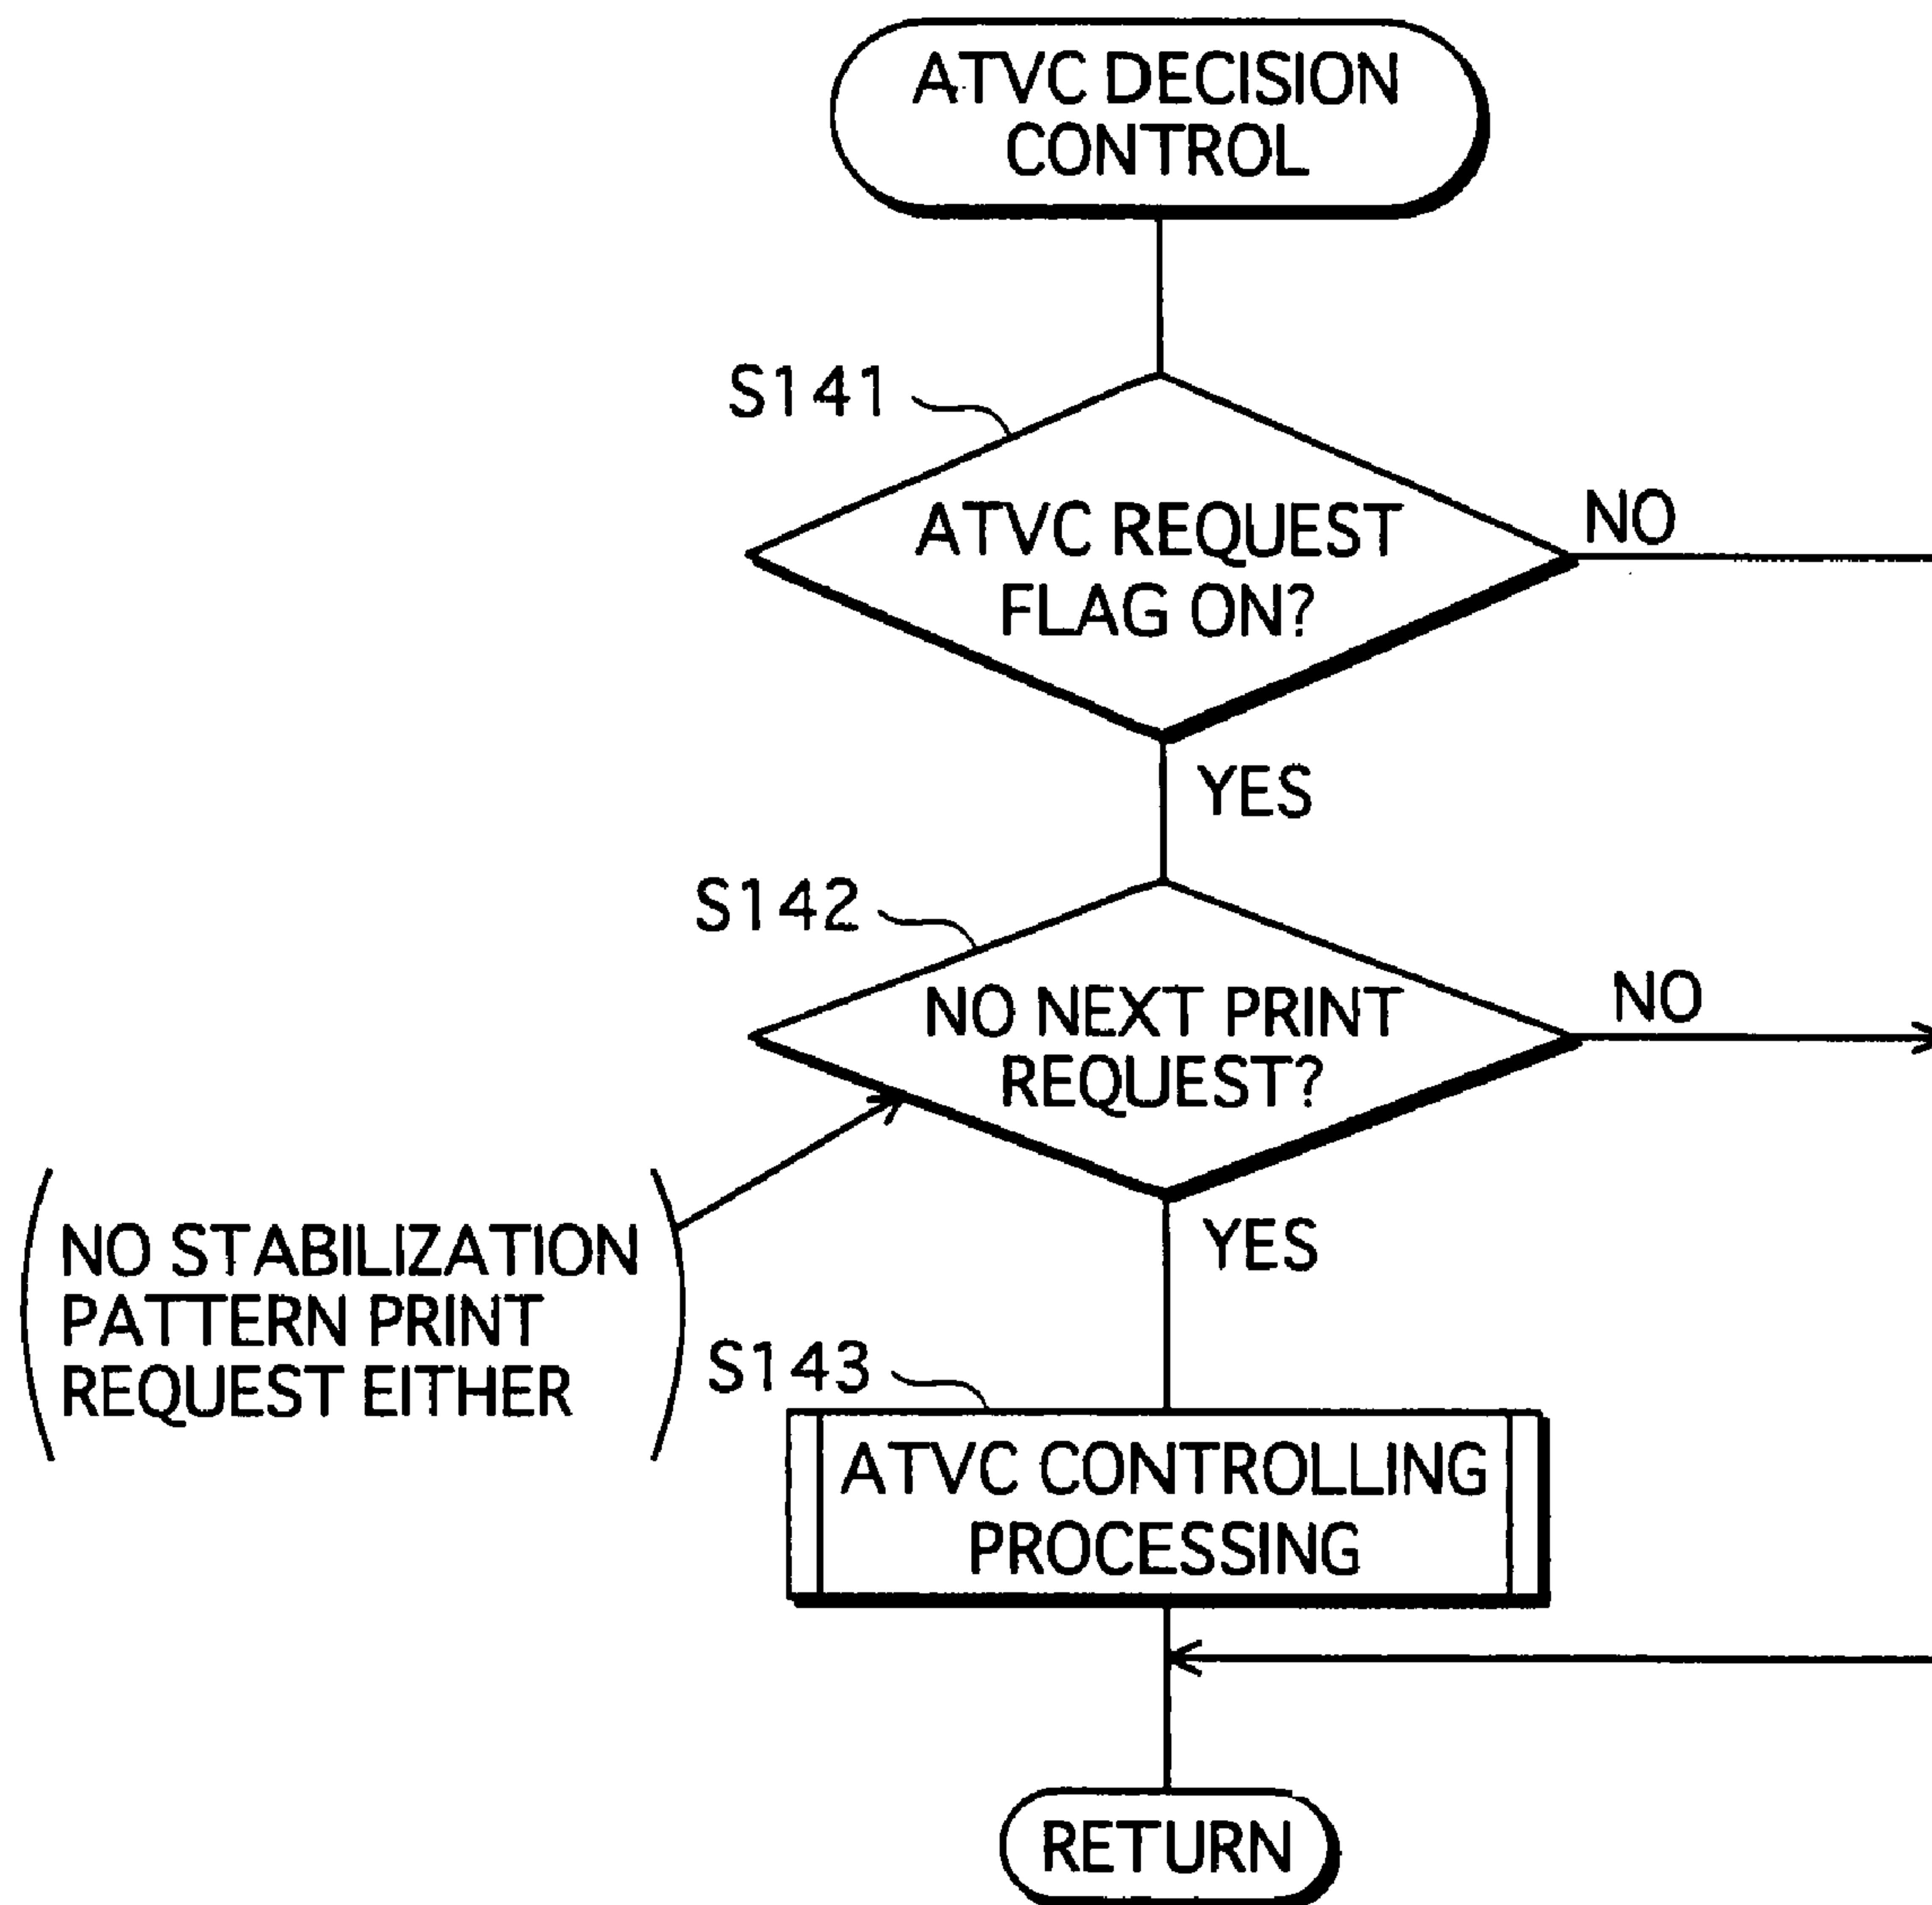 ATVC DECISION
CONTROL
S141
ATVC REQUEST
FLAG ON?
NO
YES
S142
NO NEXT PRINT
REQUEST?
NO
YES
NO STABILIZATION
PATTERN PRINT
REQUEST EITHER
S143
ATVC CONTROLLING
PROCESSING
RETURN